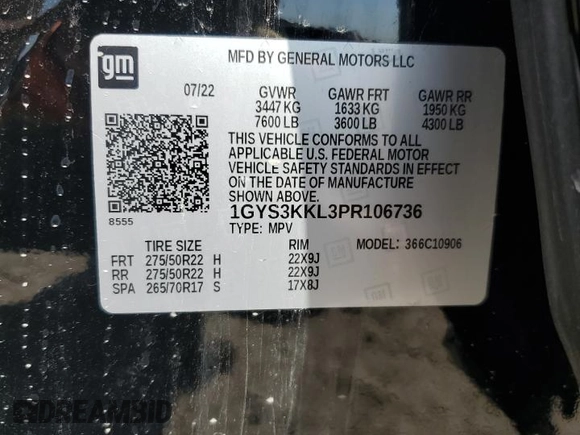 gm
MFD BY GENERAL MOTORS LLC
07/22 GVWR GAWR FRT GAWR RR
3447 KG 1633 KG 1950 KG
7600 LB 3600 LB 4300 LB
THIS VEHICLE CONFORMS TO ALL
APPLICABLE U.S. FEDERAL MOTOR
VEHICLE SAFETY STANDARDS IN EFFECT
ON THE DATE OF MANUFACTURE
SHOWN ABOVE.
8555
1GYS3KKL3PR106736
TYPE: MPV
TIRE SIZE RIM MODEL: 366C10906
FRT 275/50R22 H 22X9J
RR 275/50R22 H 22X9J
SPA 265/70R17 S 17X8J
DREAMBID